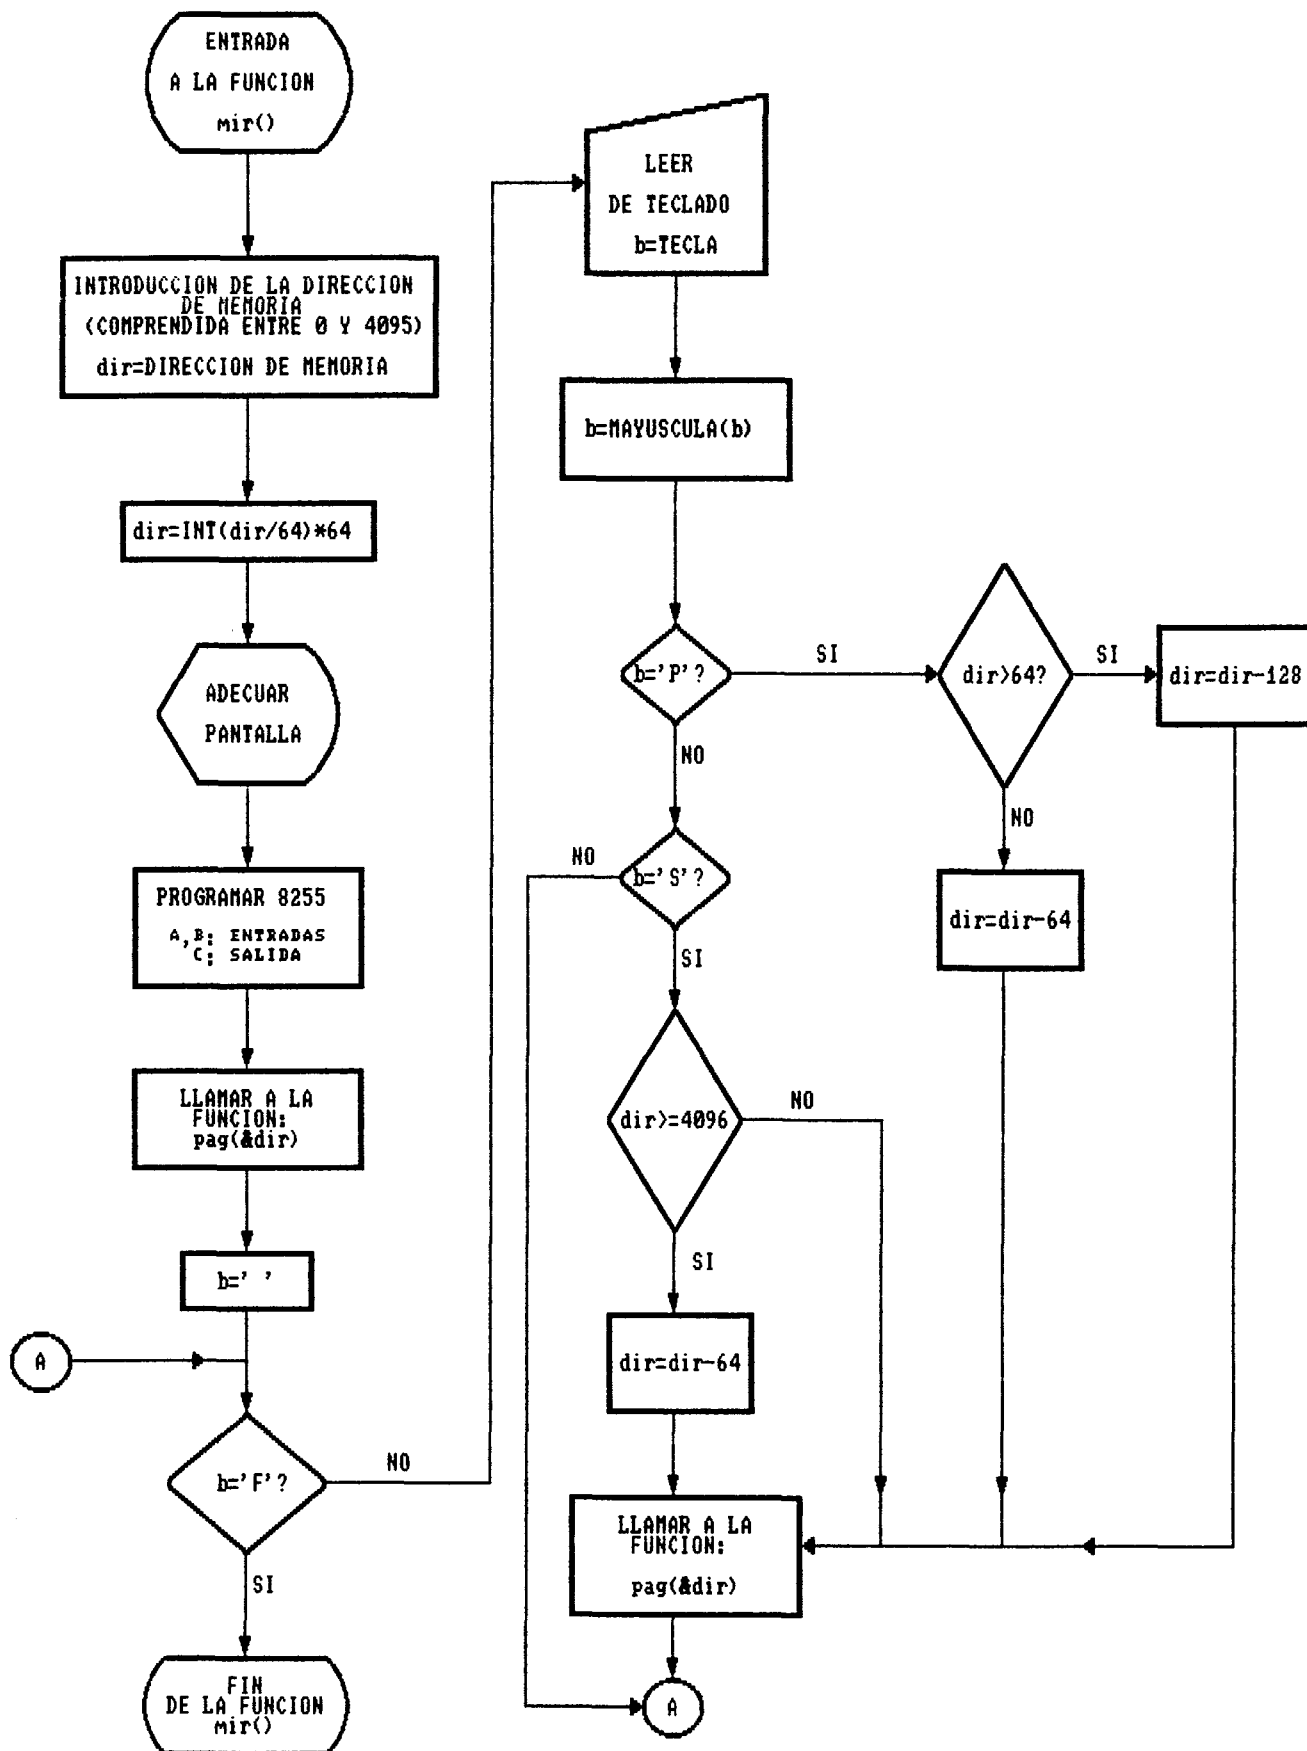 ENTRADA
A LA FUNCION
mir()
INTRODUCCION DE LA DIRECCION
DE MEMORIA
(COMPRENDIDA ENTRE 0 Y 4095)
dir=DIRECCION DE MEMORIA
dir=INT(dir/64)*64
ADECUAR
PANTALLA
PROGRAMAR 8255
A,B: ENTRADAS
C: SALIDA
LLAMAR A LA
FUNCION:
pag(&dir)
b=' '
A
b='F'?
NO
SI
FIN
DE LA FUNCION
mir()
LEER
DE TECLADO
b=TECLA
b=MAYUSCULA(b)
b='P'?
SI
dir>64?
SI
dir=dir-128
NO
NO
dir=dir-64
b='S'?
NO
SI
dir>=4096
NO
SI
dir=dir-64
LLAMAR A LA
FUNCION:
pag(&dir)
A